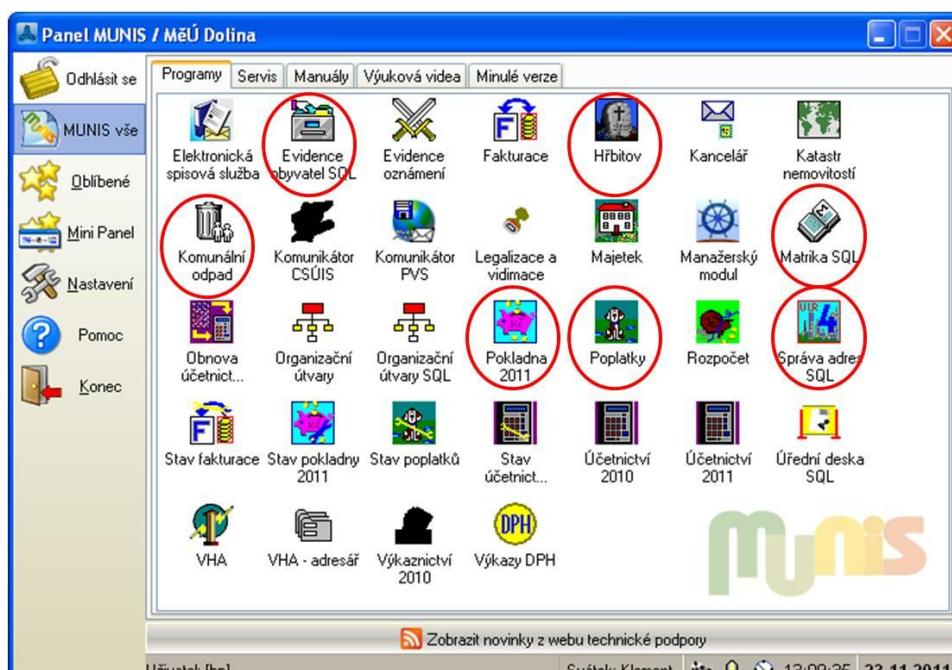 Panel MUNIS / MěÚ Dolina
Odhlásit se
MUNIS vše
Oblíbené
Mini Panel
Nastavení
Pomoc
Konec
Programy Servis Manuály Výuková videa Minulé verze
Elektronická spisová služba
Evidence obyvatel SQL
Evidence oznámení
Fakturace
Hřbitov
Kancelář
Katastr nemovitostí
Komunální odpad
Komunikátor CSÚIS
Komunikátor PVS
Legalizace a vidimace
Majetek
Manažerský modul
Matrika SQL
Obnova účetnict...
Organizační útvary
Organizační útvary SQL
Pokladna 2011
Poplatky
Rozpočet
Správa adres SQL
Stav fakturace
Stav pokladny 2011
Stav poplatků
Stav účetnict...
Účetnictví 2010
Účetnictví 2011
Úřední deska SQL
VHA
VHA - adresář
Výkaznictví 2010
DPH
Výkazy DPH
Munis
Zobrazit novinky z webu technické podpory